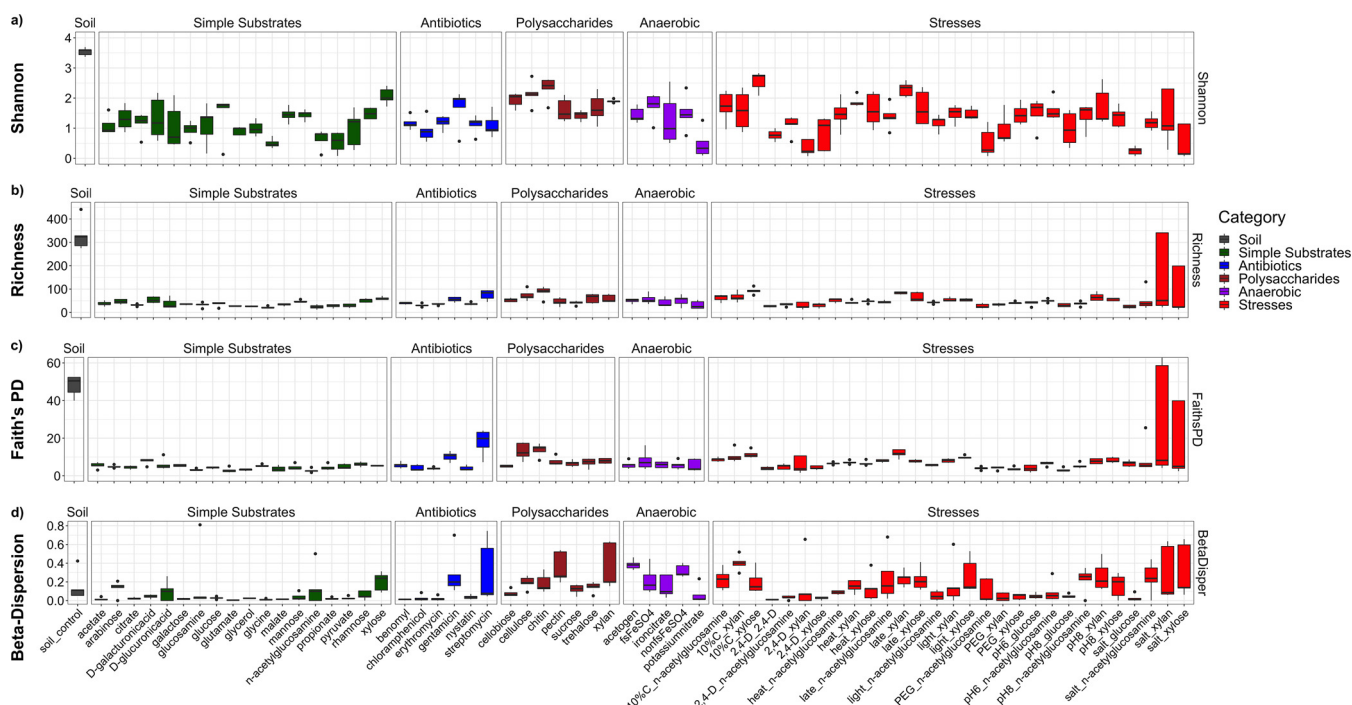 a)
Soil
Simple Substrates
Antibiotics
Polysaccharides
Anaerobic
Stresses
Shannon
4
3
2
1
0
Shannon
b)
Soil
Simple Substrates
Antibiotics
Polysaccharides
Anaerobic
Stresses
Richness
400
300
200
100
0
Richness
Category
Soil
Simple Substrates
Antibiotics
Polysaccharides
Anaerobic
Stresses
c)
Soil
Simple Substrates
Antibiotics
Polysaccharides
Anaerobic
Stresses
Faith's PD
60
40
20
0
FaithsPD
d)
Soil
Simple Substrates
Antibiotics
Polysaccharides
Anaerobic
Stresses
Beta-Dispersion
0.8
0.6
0.4
0.2
0.0
BetaDisper
soil_control
acetate
arabinose
citrate
D-galacturonicacid
D-glucuronicacid
galactose
glucosamine
glucose
glutamate
glycerol
glycine
malate
mannose
n-acetylglucosamine
propionate
pyruvate
rhamnose
xylose
benomyl
chloramphenicol
erythromycin
gentamicin
nystatin
streptomycin
cellobiose
cellulose
chitin
pectin
sucrose
trehalose
xylan
acetogen
fsFeSO4
ironcitrate
nonfsFeSO4
potassiumnitrate
10%C_n-acetylglucosamine
10%C_xylan
10%C_xylose
2,4-D_2,4-D
2,4-D_n-acetylglucosamine
2,4-D_xylan
2,4-D_xylose
heat_n-acetylglucosamine
heat_xylan
heat_xylose
late_n-acetylglucosamine
late_xylan
late_xylose
light_n-acetylglucosamine
light_xylan
light_xylose
PEG_n-acetylglucosamine
PEG_xylan
PEG_xylose
pH6_glucose
pH6_n-acetylglucosamine
pH8_glucose
pH8_n-acetylglucosamine
pH8_xylan
pH8_xylose
salt_glucose
salt_n-acetylglucosamine
salt_xylan
salt_xylose